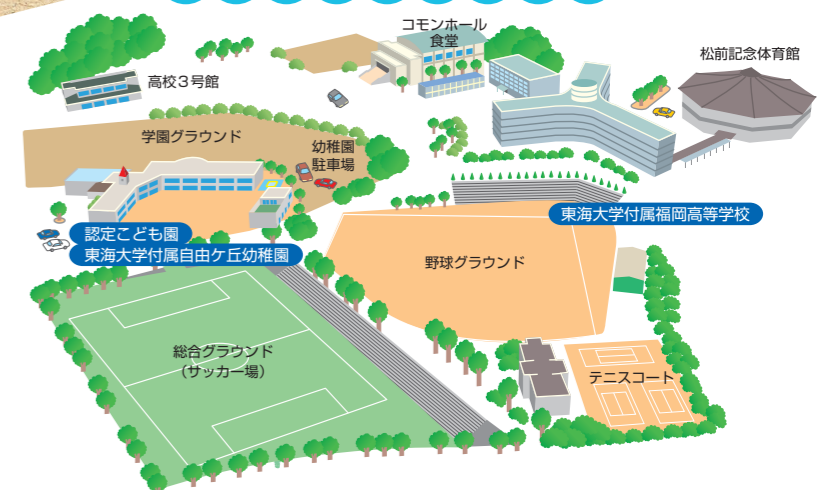 コモンホール
食堂
松前記念体育館
高校3号館
学園グラウンド
幼稚園
駐車場
東海大学付属福岡高等学校
認定こども園
東海大学付属自由ケ丘幼稚園
野球グラウンド
総合グラウンド
(サッカー場)
テニスコート